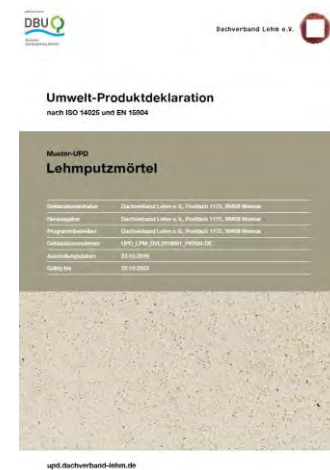 DBU
Dachverband Lehm e.V.
Umwelt-Produktdeklaration
nach ISO 14025 und EN 15804
Muster-UPD
Lehmputzmörtel
Deklarationsinhaber Dachverband Lehm e.V., Postfach 1172, 99409 Weimar
Herausgeber Dachverband Lehm e.V., Postfach 1172, 99409 Weimar
Programmbetreiber Dachverband Lehm e.V., Postfach 1172, 99409 Weimar
Deklarationsnummer
Ausstellungsdatum
Gültig bis
upd.dachverband-lehm.de